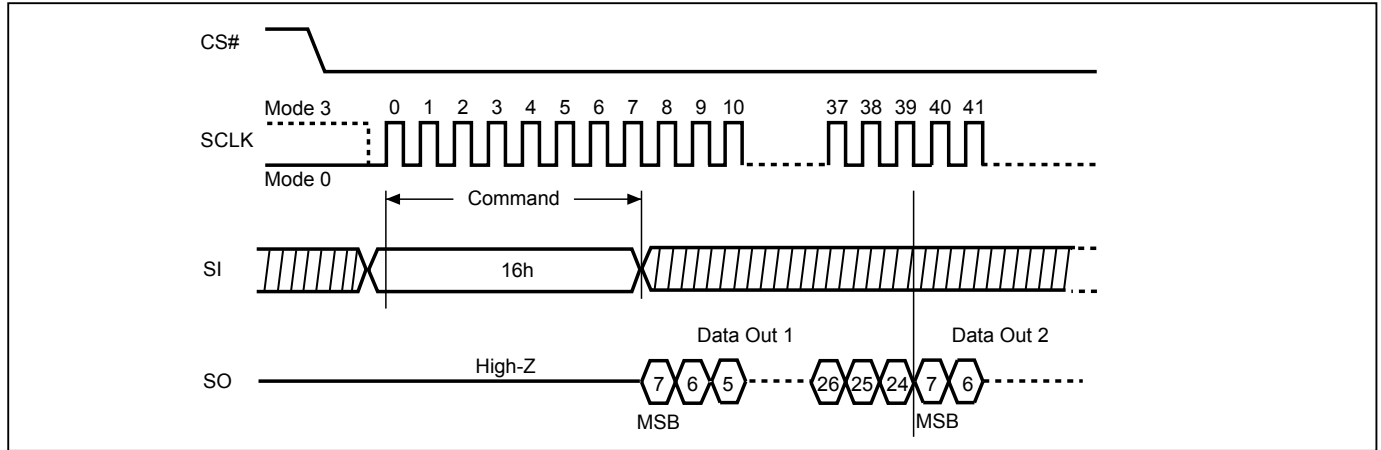 CS#
Mode 3 0 1 2 3 4 5 6 7 8 9 10 37 38 39 40 41
SCLK
Mode 0
Command
SI 16h
Data Out 1 Data Out 2
High-Z
SO 7 6 5 26 25 24 7 6
MSB MSB